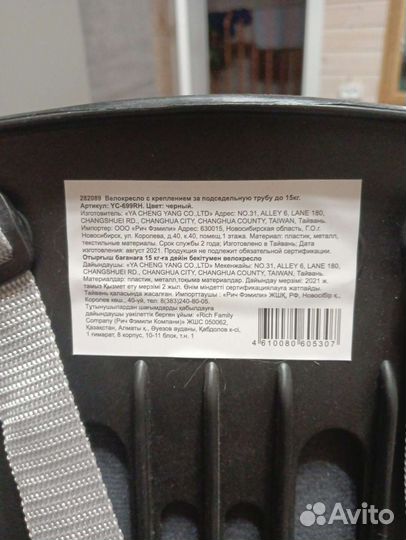 282089 Велокресло с креплением за подседельную трубу до 15кг.
Артикул: YC-699RH. Цвет: черный.
Изготовитель: «YA CHENG YANG CO.,LTD» Адрес: NO.31, ALLEY 6, LANE 180,
CHANGSHUEI RD., CHANGHUA CITY, CHANGHUA COUNTY, TAIWAN, Тайвань.
Импортер: ООО «Рич Фэмили» Адрес: 630015, Новосибирская обл., Г.О.г.
Новосибирск, ул. Королева, д.40, к.40, помещ.1 этажа. Материал: пластик, металл,
текстильные материалы. Срок службы 2 года; Изготовлено в Тайвань; Дата
изготовления: август 2021. Продукция не подлежит обязательной сертификации.
Отырғыш бағанаға 15 кг-ға дейін бекітумен велокресло
Дайындаушы: «YA CHENG YANG CO.,LTD» Мекенжайы: NO.31, ALLEY 6, LANE 180,
CHANGSHUEI RD., CHANGHUA CITY, CHANGHUA COUNTY, TAIWAN, Тайвань.
Материал: пластик, металл,тоқыма материалдар. Дайындау мерзімі: 2021 ж.
тамыз Қызмет ету мерзімі 2 жыл. Өнім міндетті сертификациялауға жатпайды.
Тайвань қаласында жасалған. Импорттаушы : «Рич Фэмили» ЖШҚ, РФ, Новосібір қ.,
Королев көш., 40-үй, тел: 8(383)240-80-05.
Тұтынушылардан шағымдарды қабылдауға
дайындаушы уәкілеттік берген ұйым: «Rich Family
Company (Рич Фэмили Компани)» ЖШС 050062,
Қазақстан, Алматы қ., Әуезов ауданы, Қабдолов к-сі,
1 ғимарат, 8 корпус, 10-11 блок, т.н. 1
4 610080 605307
Avito